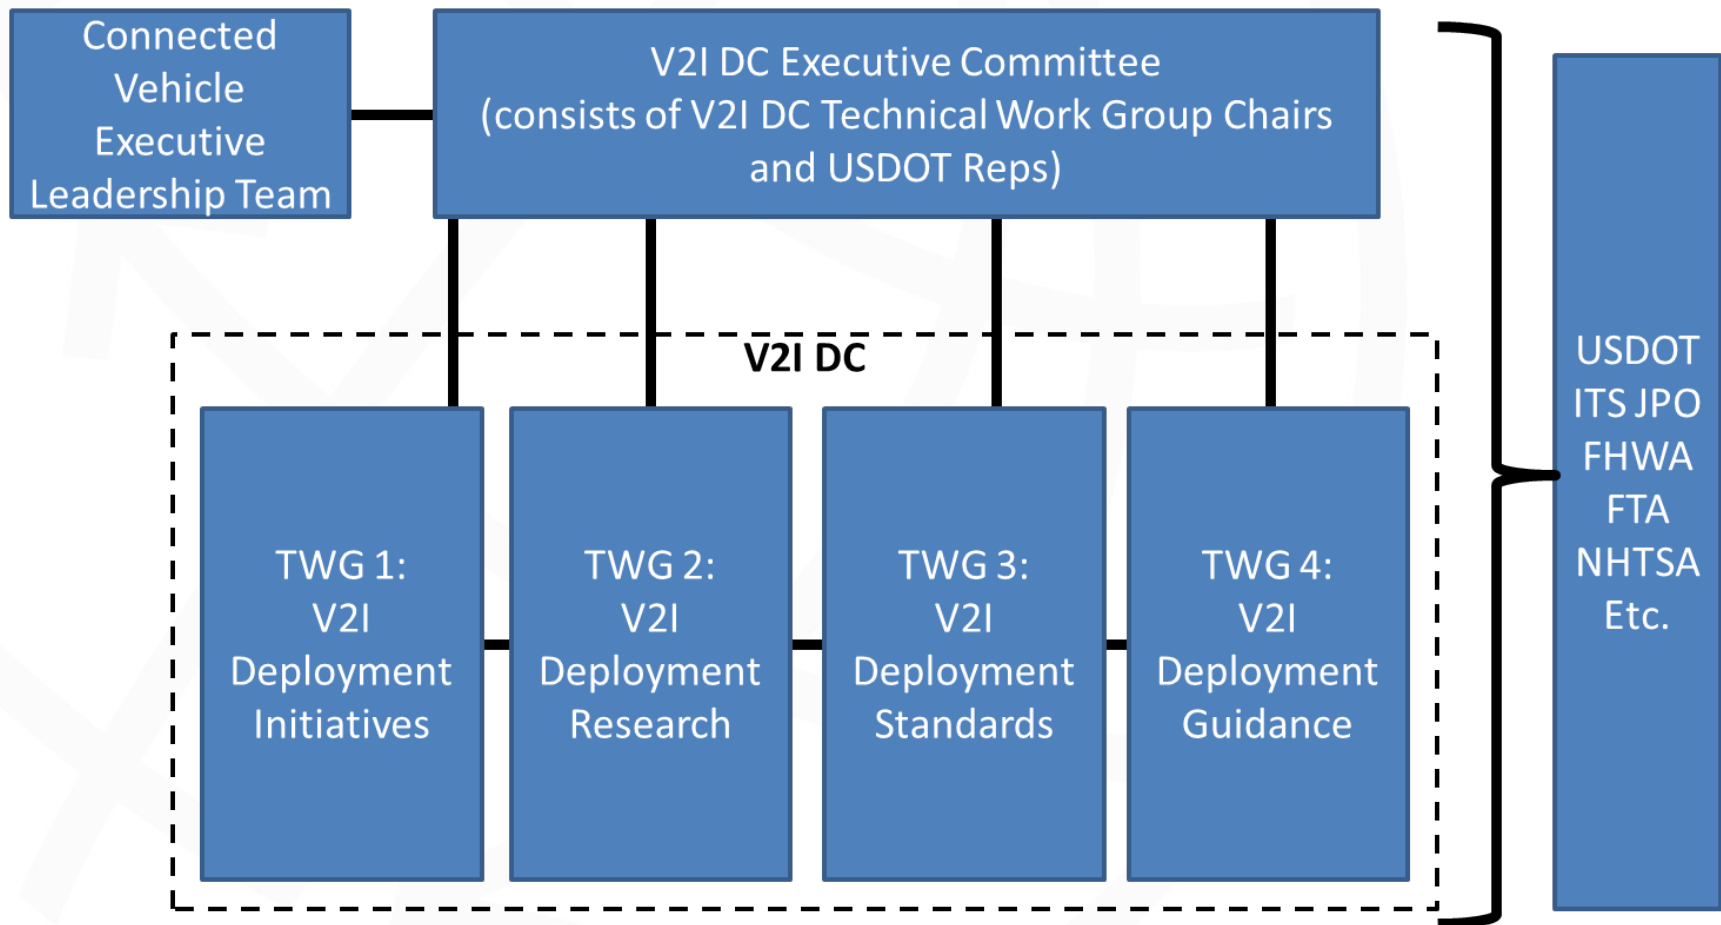 Connected
Vehicle
Executive
Leadership Team
V2I DC Executive Committee
(consists of V2I DC Technical Work Group Chairs
and USDOT Reps)
V2I DC
TWG 1:
V2I
Deployment
Initiatives
TWG 2:
V2I
Deployment
Research
TWG 3:
V2I
Deployment
Standards
TWG 4:
V2I
Deployment
Guidance
USDOT
ITS JPO
FHWA
FTA
NHTSA
Etc.